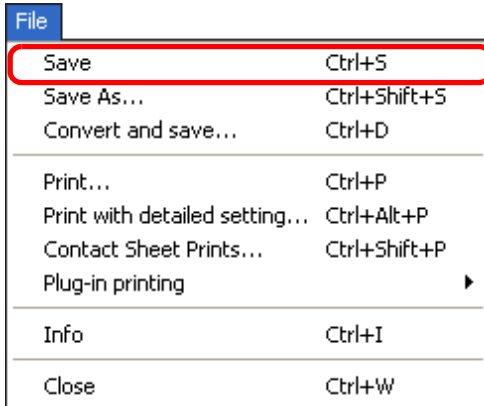 File
Save Ctrl+S
Save As... Ctrl+Shift+S
Convert and save... Ctrl+D
Print... Ctrl+P
Print with detailed setting... Ctrl+Alt+P
Contact Sheet Prints... Ctrl+Shift+P
Plug-in printing
Info Ctrl+I
Close Ctrl+W